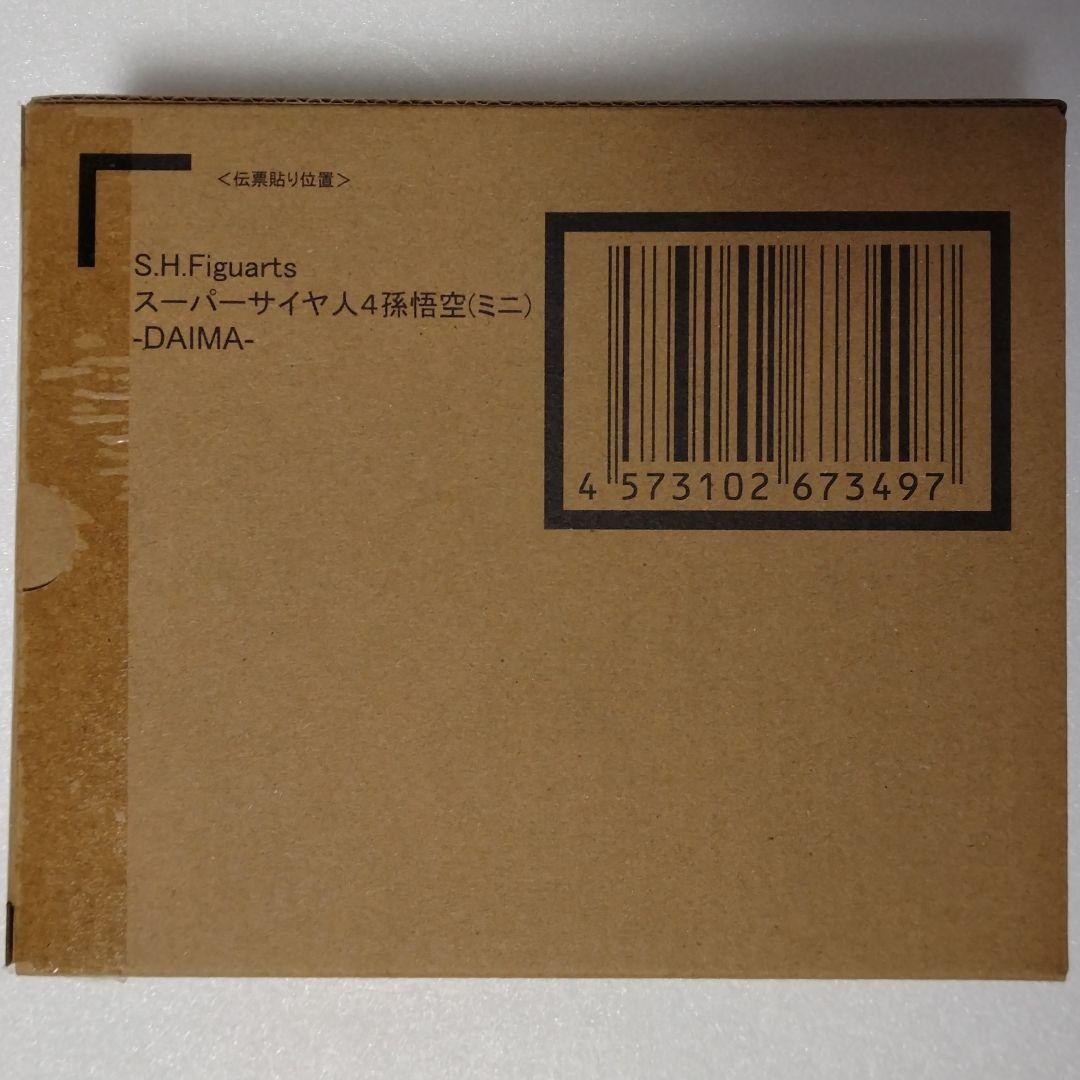 ＜伝票貼り位置＞
S.H.Figuarts
スーパーサイヤ人4孫悟空(ミニ)
-DAIMA-
4 573102 673497